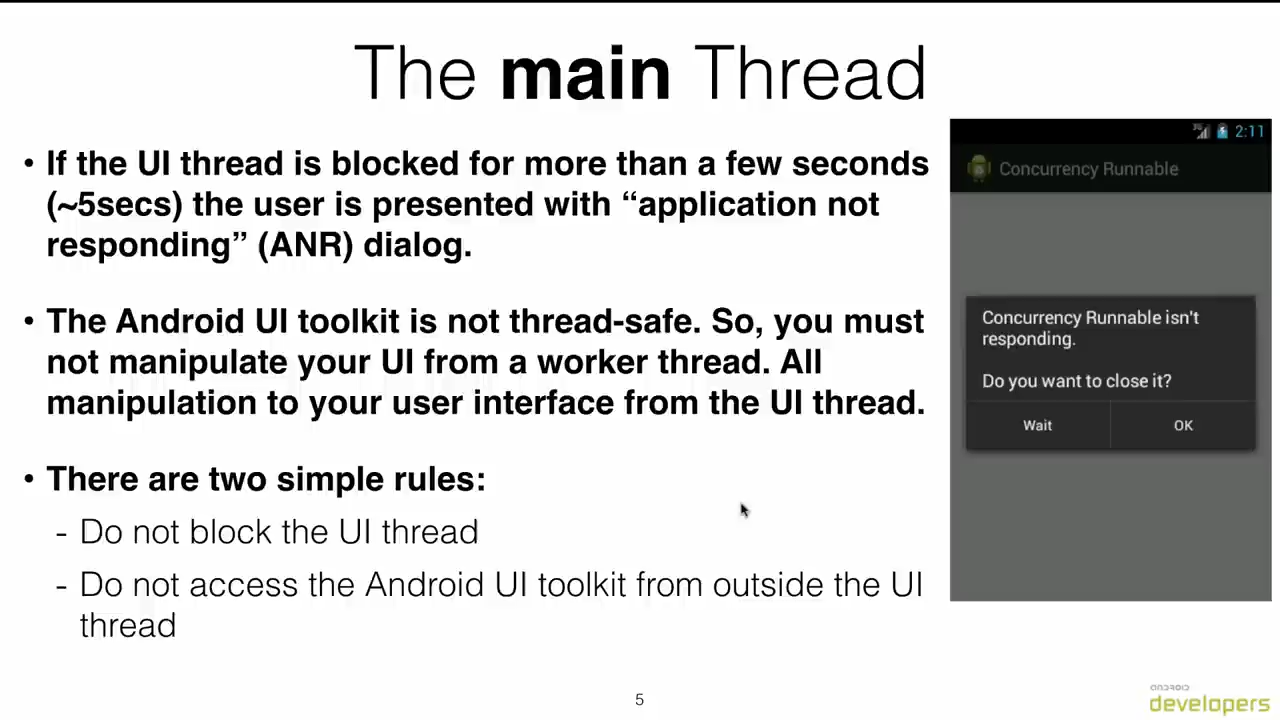 The main Thread
• If the UI thread is blocked for more than a few seconds
(~5secs) the user is presented with “application not
responding” (ANR) dialog.
• The Android UI toolkit is not thread-safe. So, you must
not manipulate your UI from a worker thread. All
manipulation to your user interface from the UI thread.
• There are two simple rules:
- Do not block the UI thread
- Do not access the Android UI toolkit from outside the UI
thread
2:11
Concurrency Runnable
Concurrency Runnable isn't
responding.
Do you want to close it?
Wait OK
5
ANDROID
developers